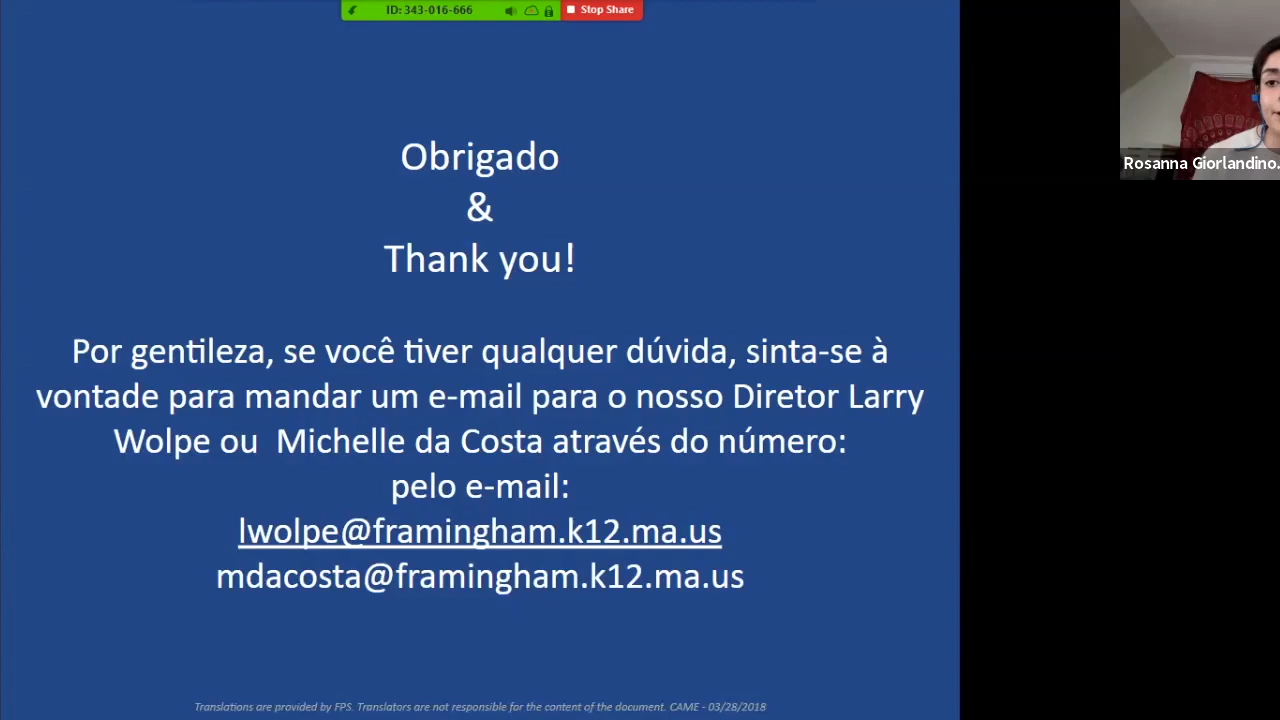 ID: 343-016-666
Stop Share
Rosanna Giorlandino.
Obrigado
&
Thank you!
Por gentileza, se você tiver qualquer dúvida, sinta-se à
vontade para mandar um e-mail para o nosso Diretor Larry
Wolpe ou  Michelle da Costa através do número:
pelo e-mail:
lwolpe@framingham.k12.ma.us
mdacosta@framingham.k12.ma.us
Translations are provided by FPS. Translators are not responsible for the content of the document. CAME - 03/28/2018